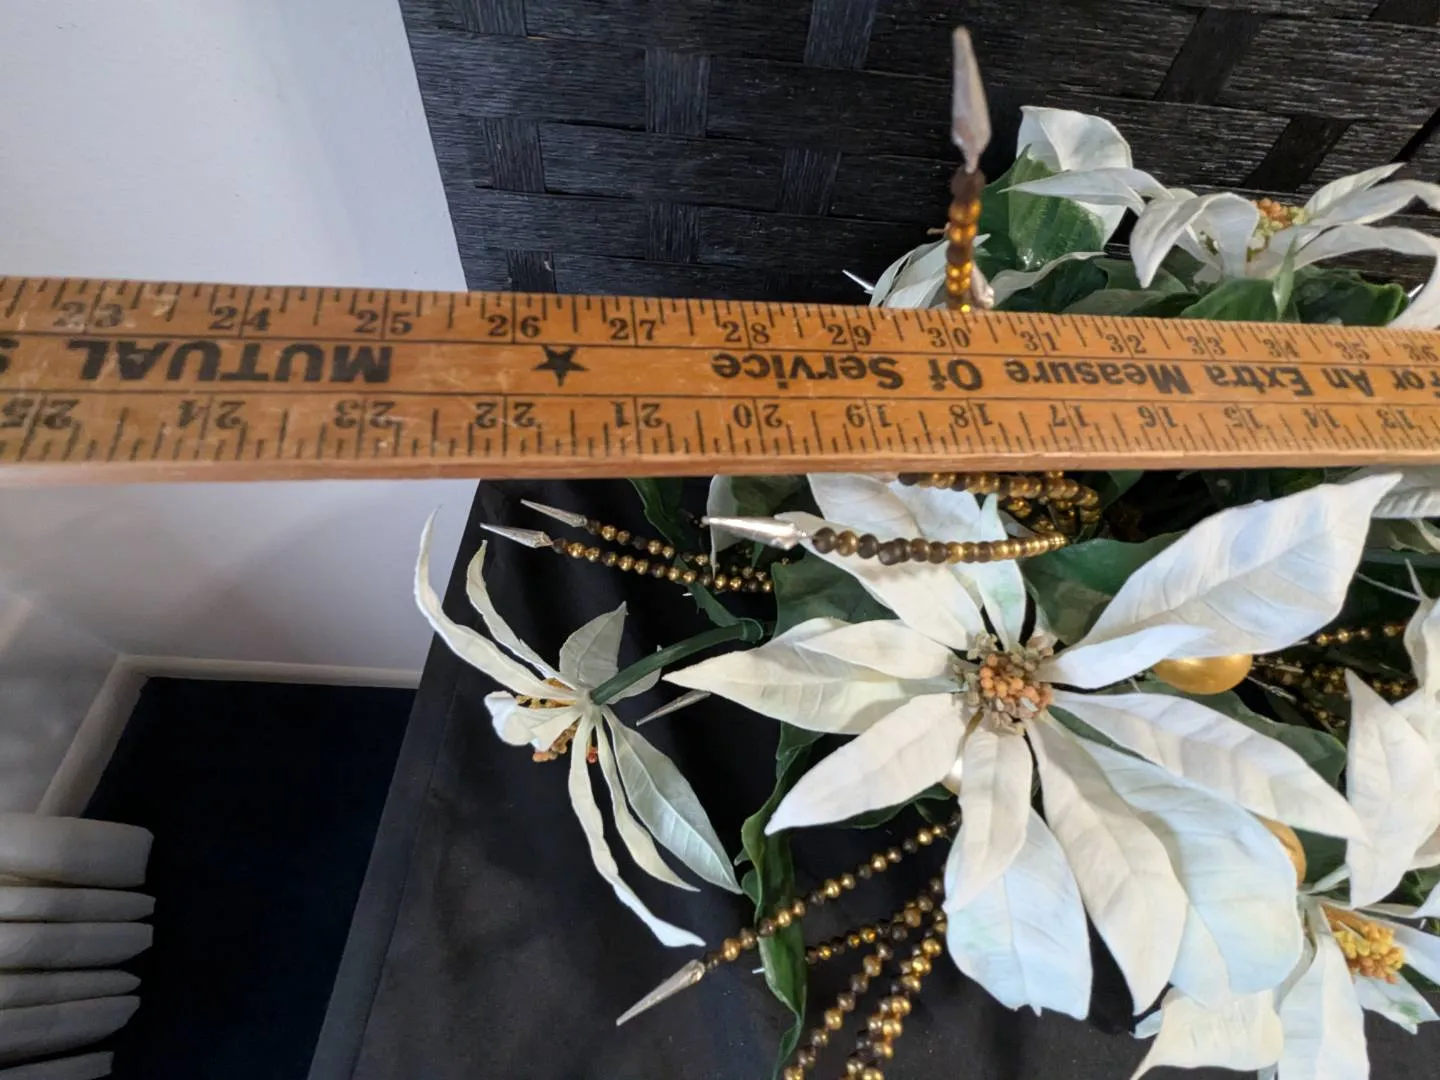 23 24 25 26 27 28 29 30 31 32 33 34 35 36
For An Extra Measure Of Service ★ MUTUAL
13 14 15 16 17 18 19 20 21 22 23 24 25